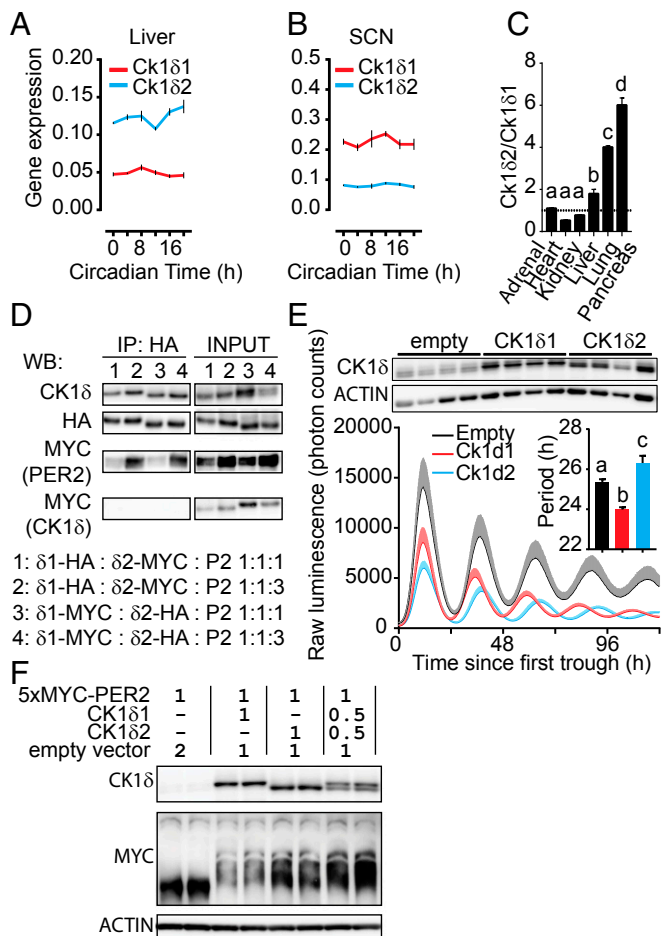 A
Liver
Ck1δ1
Ck1δ2
Gene expression
0.20
0.15
0.10
0.05
0.00
0 8 16
Circadian Time (h)
B
SCN
Ck1δ1
Ck1δ2
0.5
0.4
0.3
0.2
0.1
0.0
0 8 16
Circadian Time (h)
C
Ck1δ2/Ck1δ1
8
6
4
2
0
a a a b c d
Adrenal
Heart
Kidney
Liver
Lung
Pancreas
D
IP: HA INPUT
WB: 1 2 3 4 1 2 3 4
CK1δ
HA
MYC
(PER2)
MYC
(CK1δ)
1: δ1-HA : δ2-MYC : P2 1:1:1
2: δ1-HA : δ2-MYC : P2 1:1:3
3: δ1-MYC : δ2-HA : P2 1:1:1
4: δ1-MYC : δ2-HA : P2 1:1:3
E
empty CK1δ1 CK1δ2
CK1δ
ACTIN
Raw luminescence (photon counts)
20000
15000
10000
5000
0
Empty
Ck1d1
Ck1d2
Period (h)
28
26
24
22
a b c
0 48 96
Time since first trough (h)
F
5xMYC-PER2 1 1 1 1
CK1δ1 – 1 – 0.5
CK1δ2 – – 1 0.5
empty vector 2 1 1 1
CK1δ
MYC
ACTIN